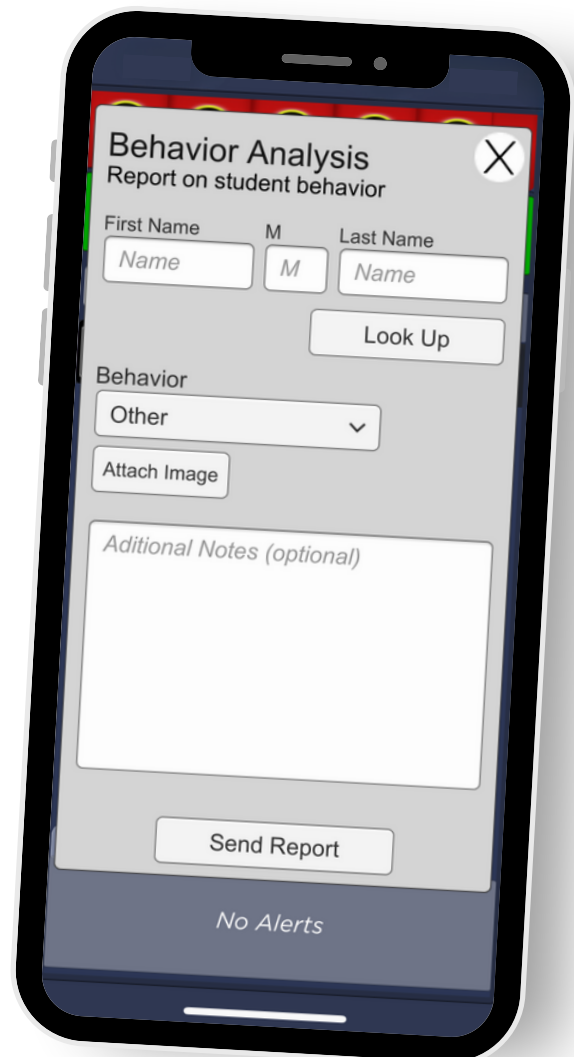 Behavior Analysis
Report on student behavior
First Name M Last Name
Name M Name
Look Up
Behavior
Other
Attach Image
Aditional Notes (optional)
Send Report
No Alerts